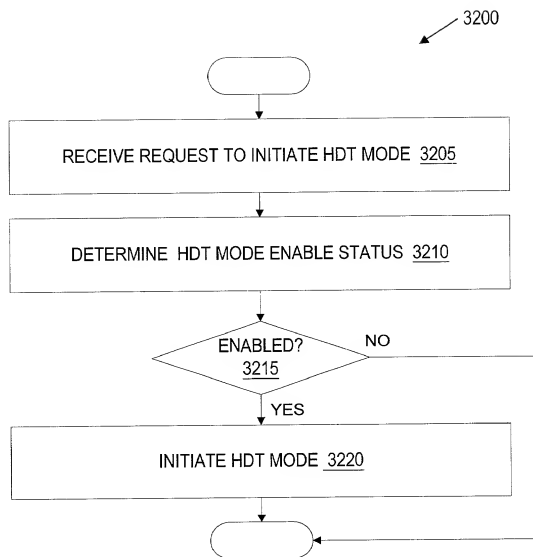 3200
RECEIVE REQUEST TO INITIATE HDT MODE 3205
DETERMINE HDT MODE ENABLE STATUS 3210
ENABLED?
3215
NO
YES
INITIATE HDT MODE 3220